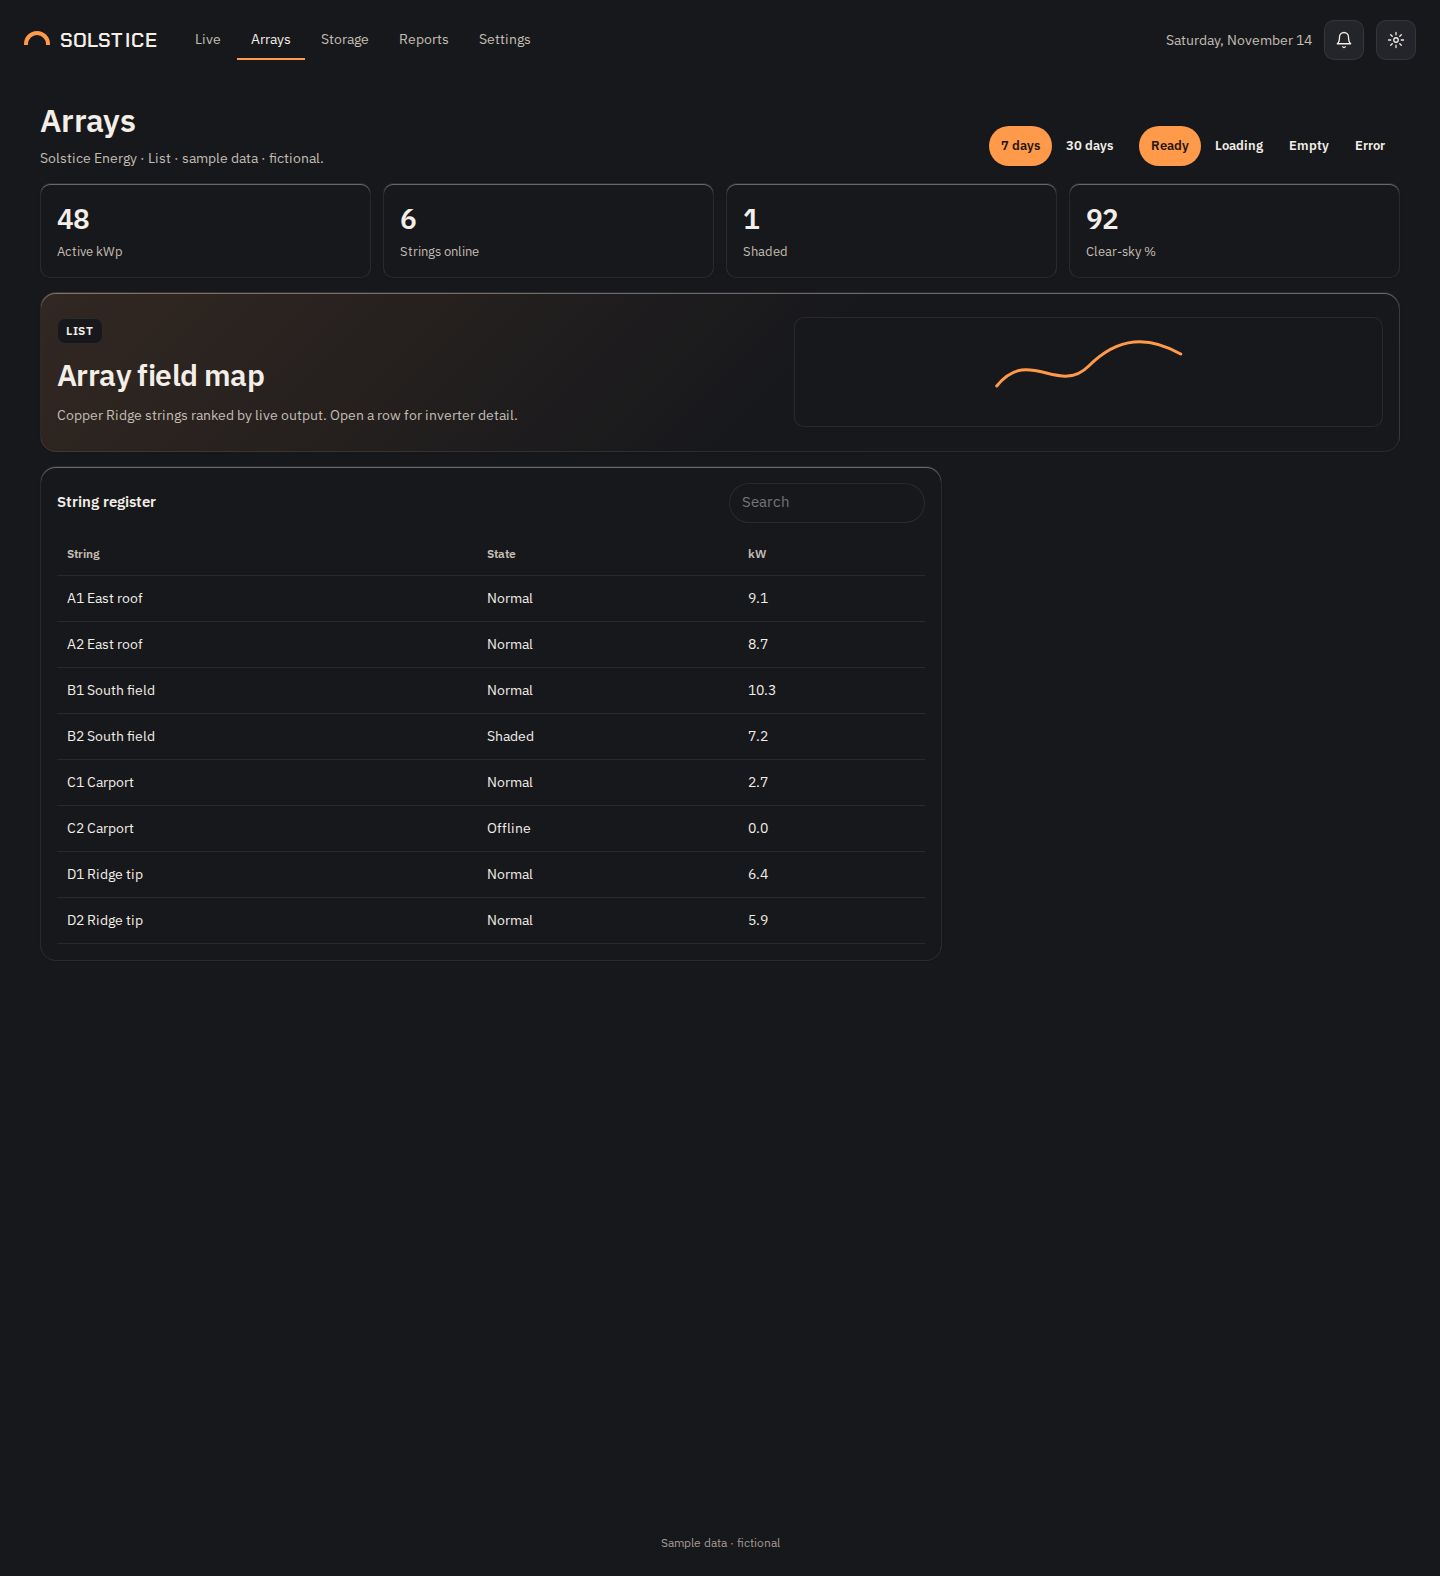 SOLSTICE Live Arrays Storage Reports Settings Saturday, November 14
Arrays
Solstice Energy · List · sample data · fictional.
7 days 30 days Ready Loading Empty Error
48 6 1 92
Active kWp Strings online Shaded Clear-sky %
LIST
Array field map
Copper Ridge strings ranked by live output. Open a row for inverter detail.
String register Search
String State kW
A1 East roof Normal 9.1
A2 East roof Normal 8.7
B1 South field Normal 10.3
B2 South field Shaded 7.2
C1 Carport Normal 2.7
C2 Carport Offline 0.0
D1 Ridge tip Normal 6.4
D2 Ridge tip Normal 5.9
Sample data · fictional